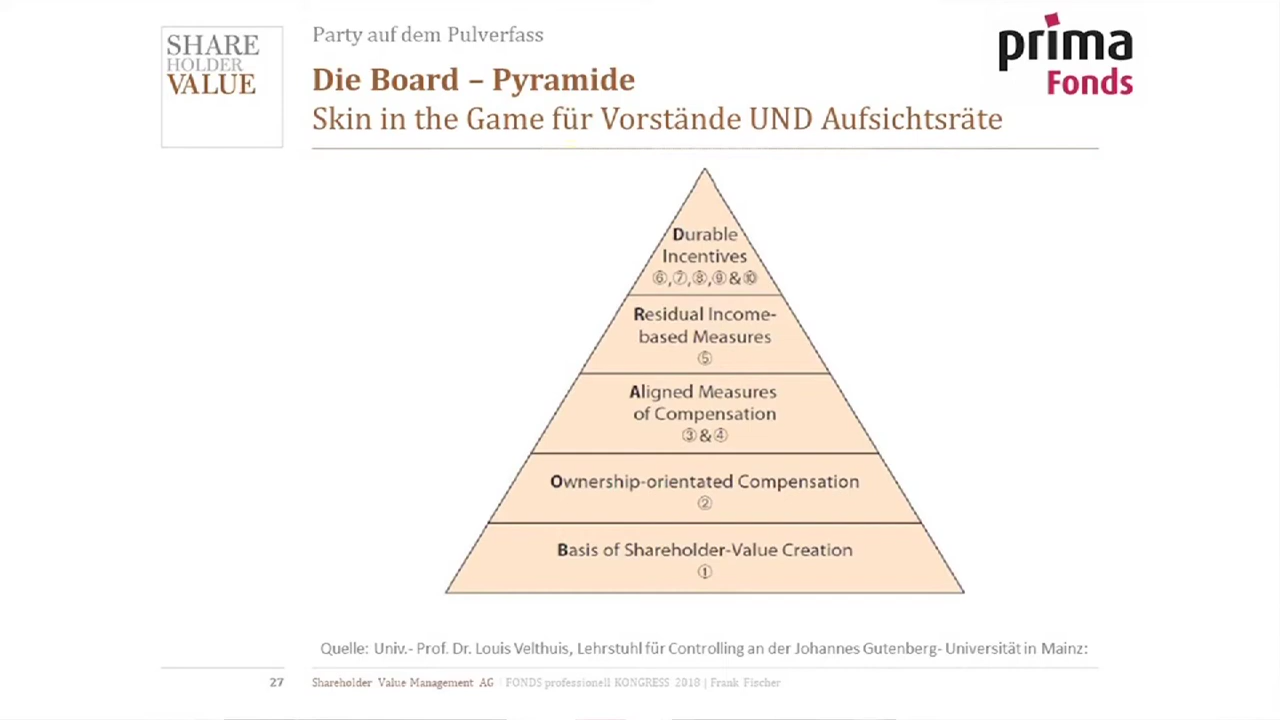 SHARE
HOLDER
VALUE
Party auf dem Pulverfass
Die Board – Pyramide
Skin in the Game für Vorstände UND Aufsichtsräte
prima
Fonds
Durable
Incentives
⑥,⑦,⑧,⑨&⑩
Residual Income-
based Measures
⑤
Aligned Measures
of Compensation
③&④
Ownership-orientated Compensation
②
Basis of Shareholder-Value Creation
①
Quelle: Univ.- Prof. Dr. Louis Velthuis, Lehrstuhl für Controlling an der Johannes Gutenberg- Universität in Mainz:
27
Shareholder Value Management AG | FONDS professionell KONGRESS 2018 | Frank Fischer